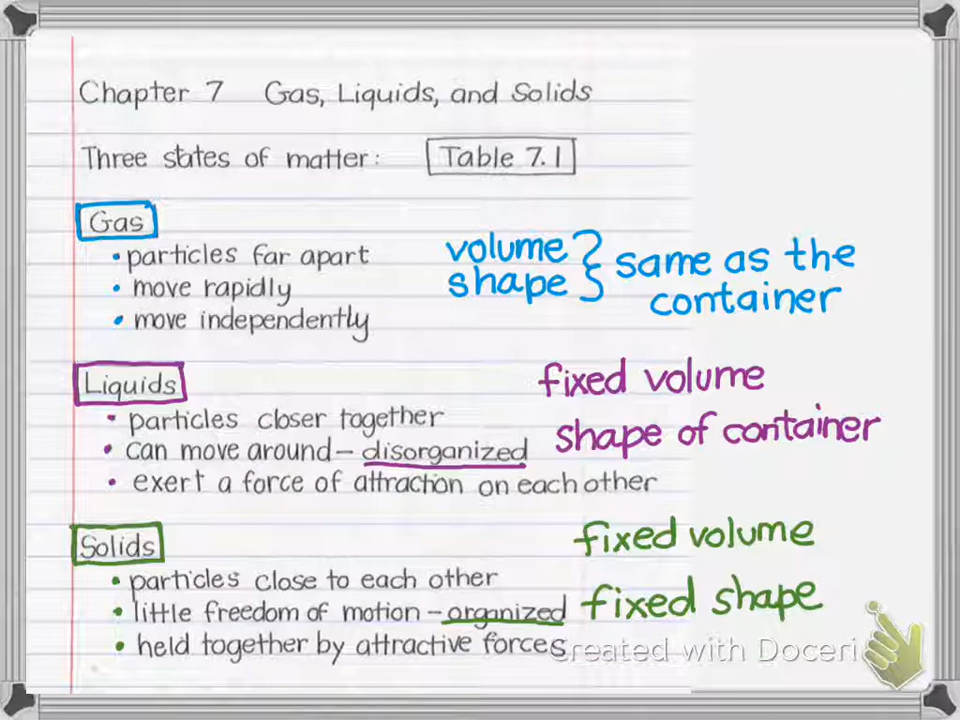 Chapter 7 Gas, Liquids, and Solids
Three states of matter: Table 7.1
Gas
• particles far apart
• move rapidly
• move independently
volume
shape } same as the
container
Liquids
• particles closer together
• can move around – disorganized
• exert a force of attraction on each other
fixed volume
shape of container
Solids
• particles close to each other
• little freedom of motion – organized
• held together by attractive forces
fixed volume
fixed shape
created with Doceri